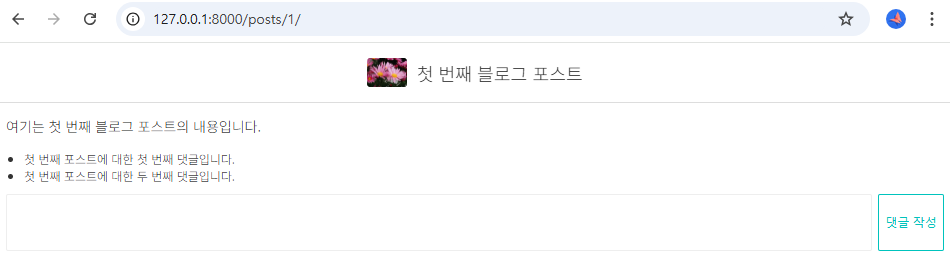 127.0.0.1:8000/posts/1/
첫 번째 블로그 포스트
여기는 첫 번째 블로그 포스트의 내용입니다.
첫 번째 포스트에 대한 첫 번째 댓글입니다.
첫 번째 포스트에 대한 두 번째 댓글입니다.
댓글 작성